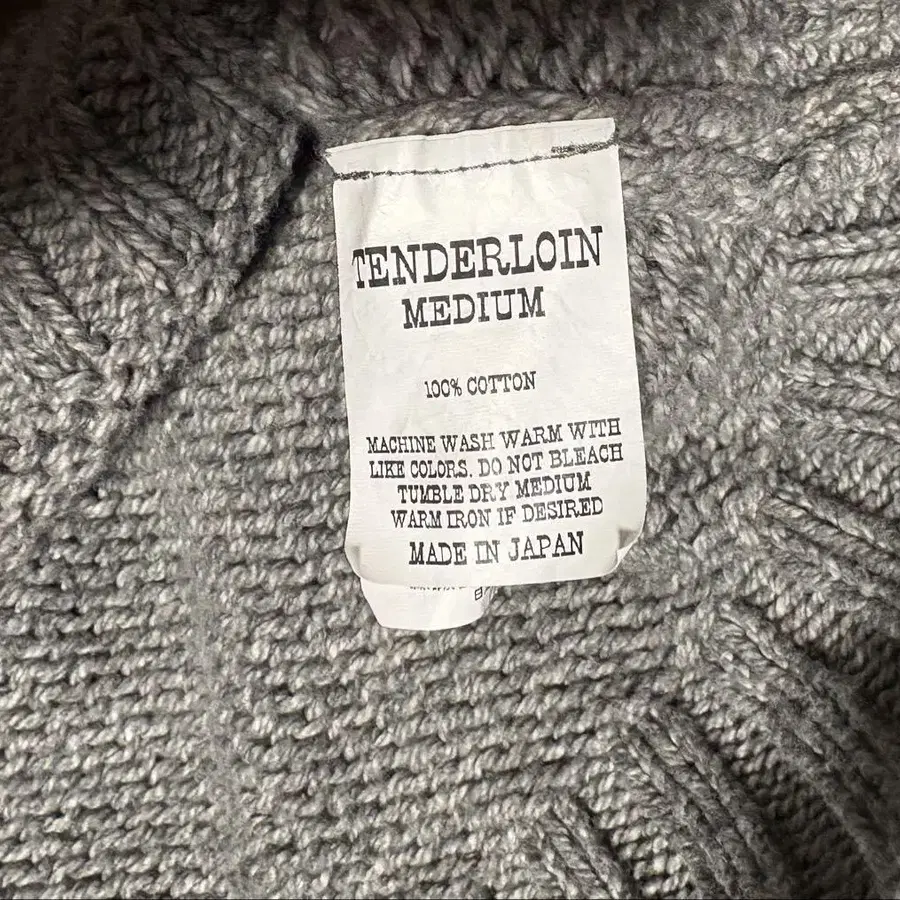 TENDERLOIN
MEDIUM
100% COTTON
MACHINE WASH WARM WITH
LIKE COLORS. DO NOT BLEACH
TUMBLE DRY MEDIUM
WARM IRON IF DESIRED
MADE IN JAPAN